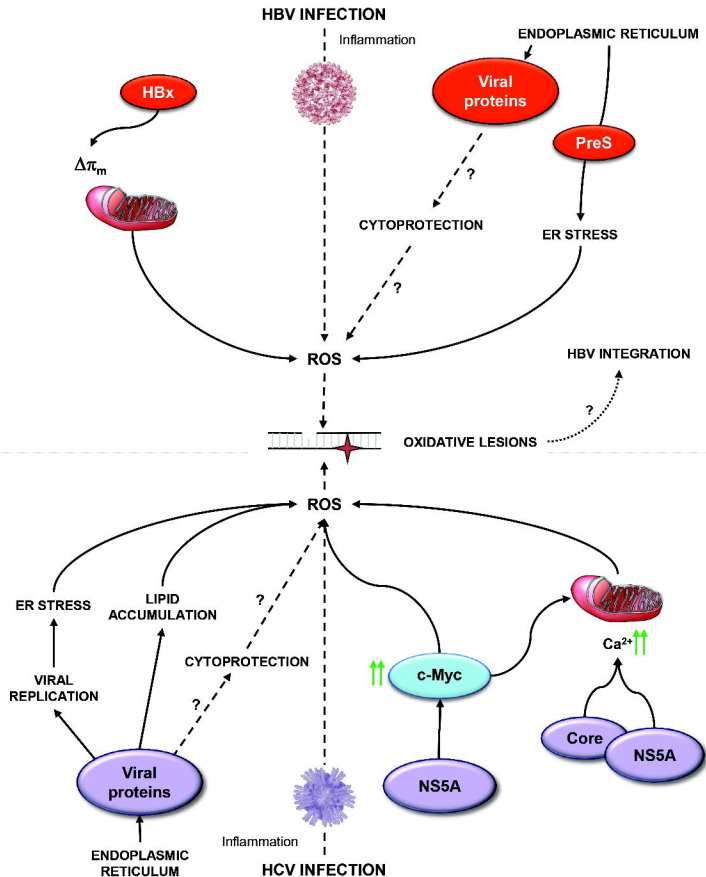 HBV INFECTION
Inflammation
ENDOPLASMIC RETICULUM
HBx
Viral
proteins
PreS
Δπm
?
CYTOPROTECTION
ER STRESS
?
ROS
HBV INTEGRATION
?
OXIDATIVE LESIONS
ROS
ER STRESS
LIPID
ACCUMULATION
?
CYTOPROTECTION
VIRAL
REPLICATION
?
c-Myc
Ca2+
Core
NS5A
Viral
proteins
NS5A
Inflammation
ENDOPLASMIC
RETICULUM
HCV INFECTION